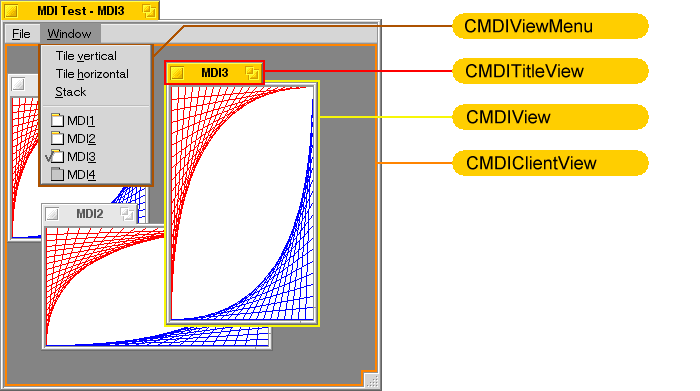 MDI Test - MDI3
File Window
CMDIViewMenu
Tile vertical
Tile horizontal
Stack
MDI3
CMDITitleView
MDI1
MDI2
CMDIView
v MDI3
MDI4
CMDIClientView
MDI2